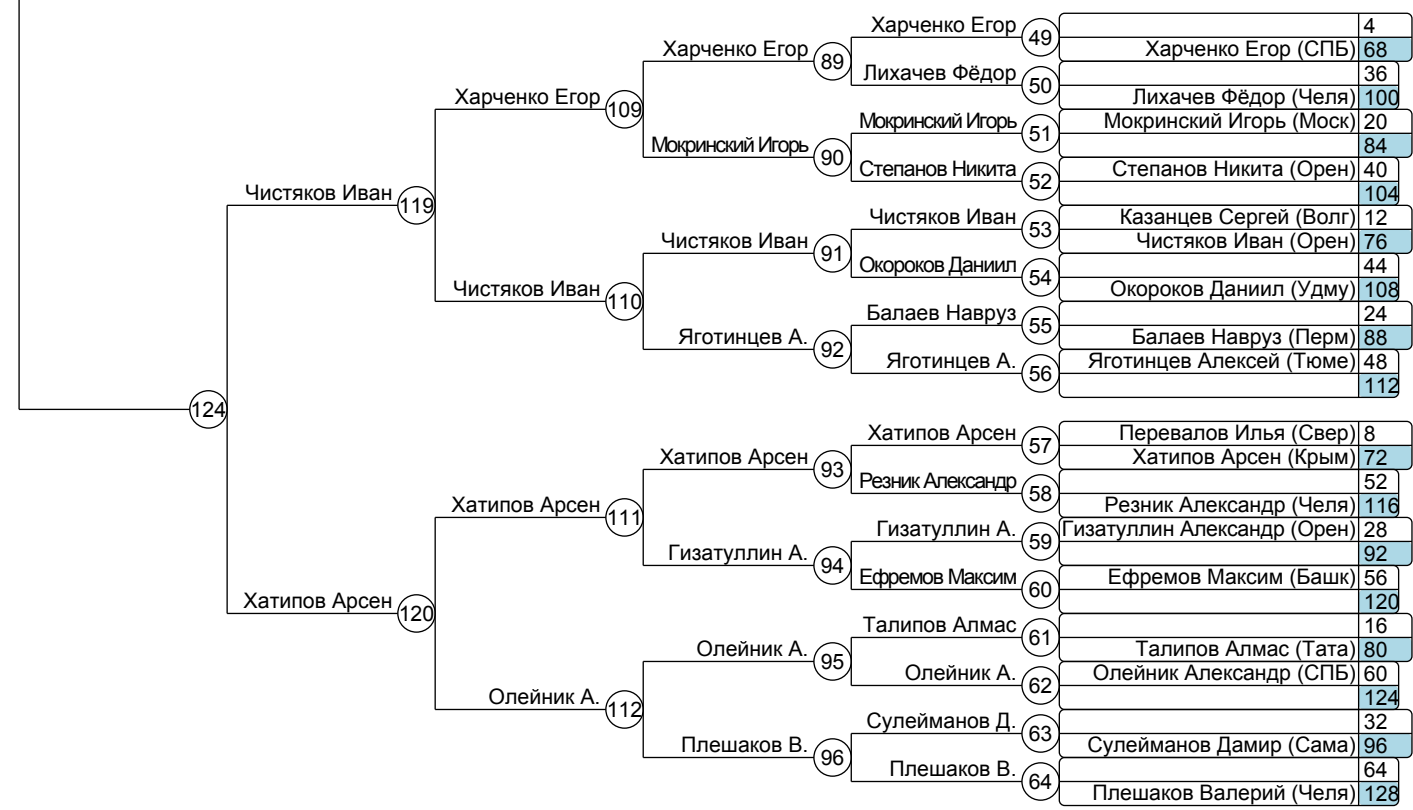 Харченко Егор 49 4
Харченко Егор 89 Харченко Егор (СПБ) 68
Лихачев Фёдор 50 36
Харченко Егор 109 Лихачев Фёдор (Челя) 100
Мокринский Игорь 51 Мокринский Игорь (Моск) 20
Мокринский Игорь 90 84
Степанов Никита 52 Степанов Никита (Орен) 40
Чистяков Иван 119 104
Чистяков Иван 53 Казанцев Сергей (Волг) 12
Чистяков Иван 91 Чистяков Иван (Орен) 76
Окороков Даниил 54 44
Чистяков Иван 110 Окороков Даниил (Удму) 108
Балаев Навруз 55 24
Яготинцев А. 92 Балаев Навруз (Перм) 88
Яготинцев А. 56 Яготинцев Алексей (Тюме) 48
112
124
Хатипов Арсен 57 Перевалов Илья (Свер) 8
Хатипов Арсен 93 Хатипов Арсен (Крым) 72
Резник Александр 58 52
Хатипов Арсен 111 Резник Александр (Челя) 116
Гизатуллин А. 59 Гизатуллин Александр (Орен) 28
Гизатуллин А. 94 92
Ефремов Максим 60 Ефремов Максим (Башк) 56
Хатипов Арсен 120 120
Талипов Алмас 61 16
Олейник А. 95 Талипов Алмас (Тата) 80
Олейник А. 62 Олейник Александр (СПБ) 60
Олейник А. 112 124
Сулейманов Д. 63 32
Плешаков В. 96 Сулейманов Дамир (Сама) 96
Плешаков В. 64 64
Плешаков Валерий (Челя) 128